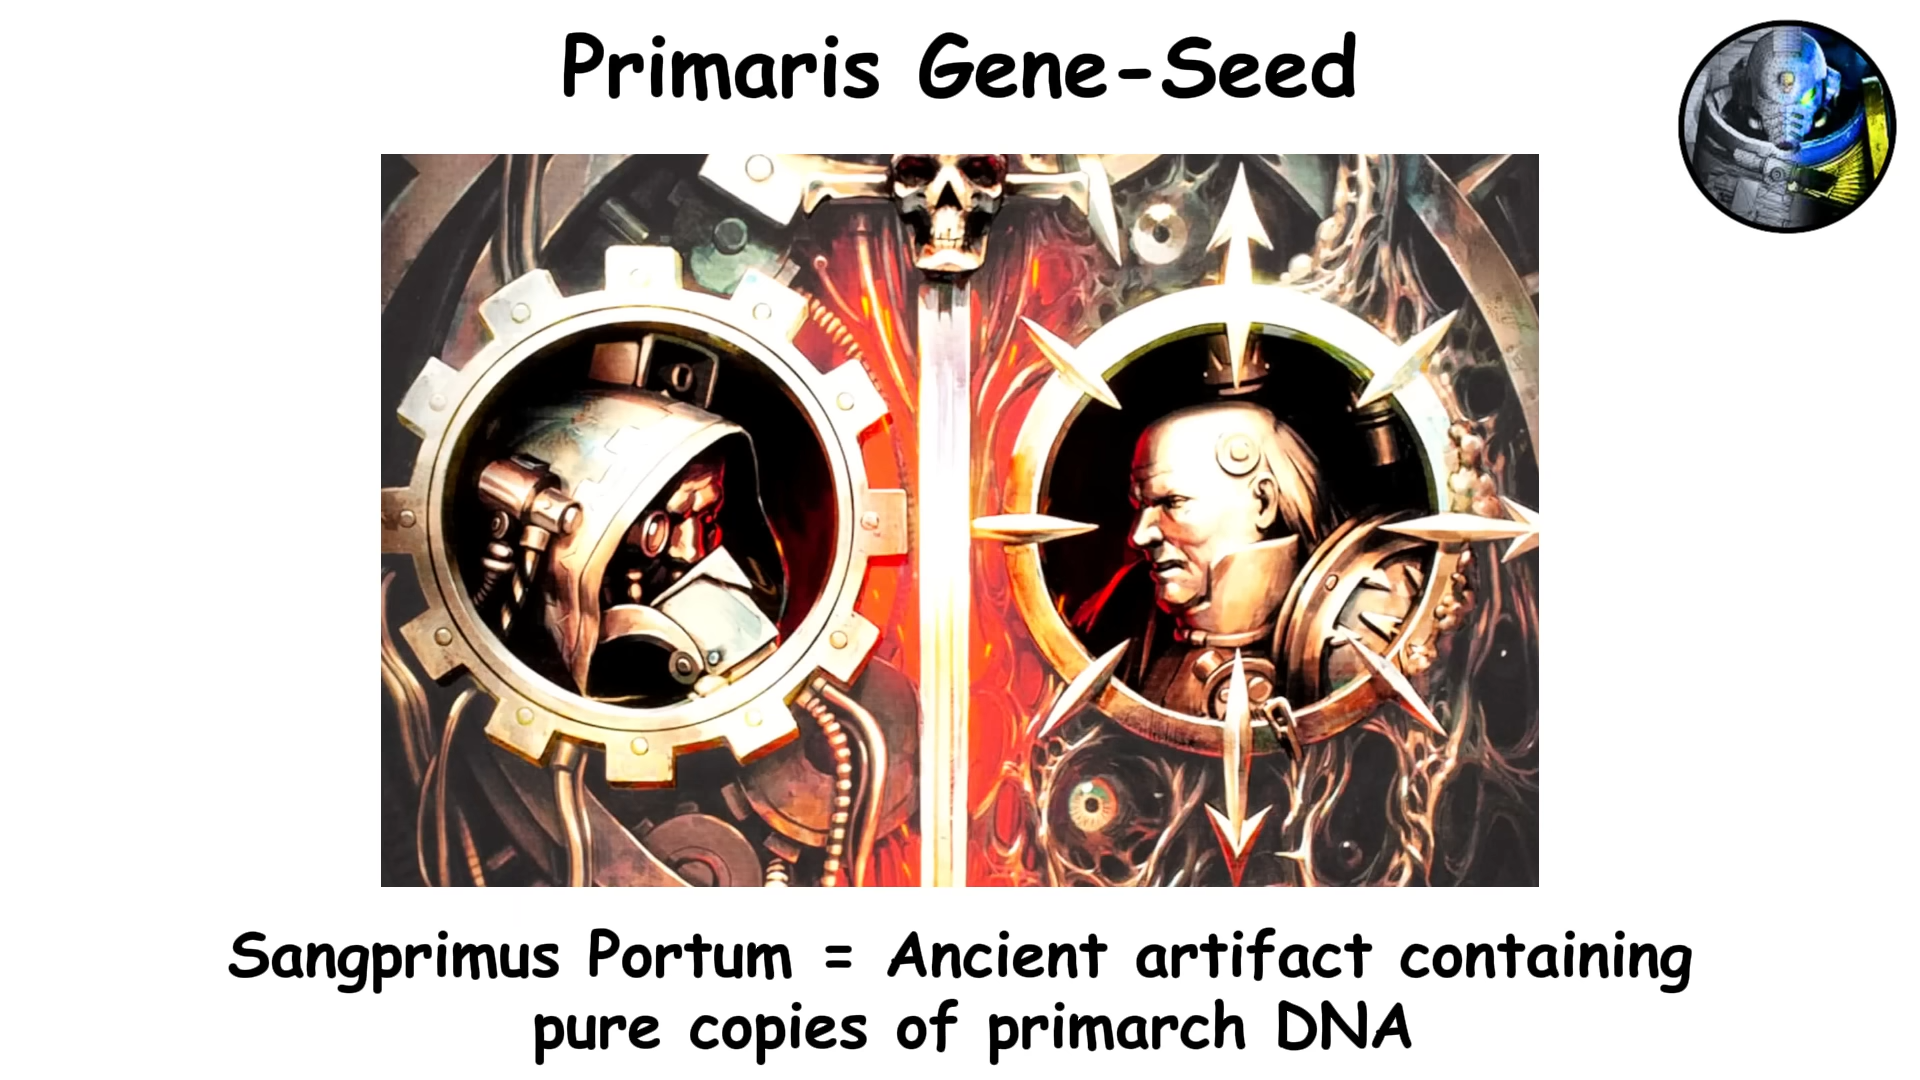 Primaris Gene-Seed
Sangprimus Portum = Ancient artifact containing
pure copies of primarch DNA